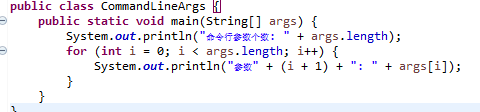 public class CommandLineArgs {
public static void main(String[] args) {
System.out.println("命令行参数个数: " + args.length);
for (int i = 0; i < args.length; i++) {
System.out.println("参数" + (i + 1) + ": " + args[i]);
}
}
}